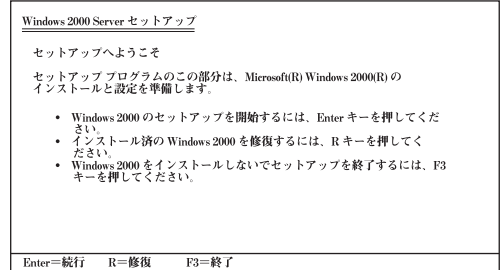 Windows 2000 Server セットアップ
セットアップへようこそ
セットアップ プログラムのこの部分は、Microsoft(R) Windows 2000(R) の
インストールと設定を準備します。
• Windows 2000 のセットアップを開始するには、Enter キーを押してくだ
さい。
• インストール済の Windows 2000 を修復するには、R キーを押してく
ださい。
• Windows 2000 をインストールしないでセットアップを終了するには、F3
キーを押してください。
Enter＝続行 R＝修復 F3＝終了